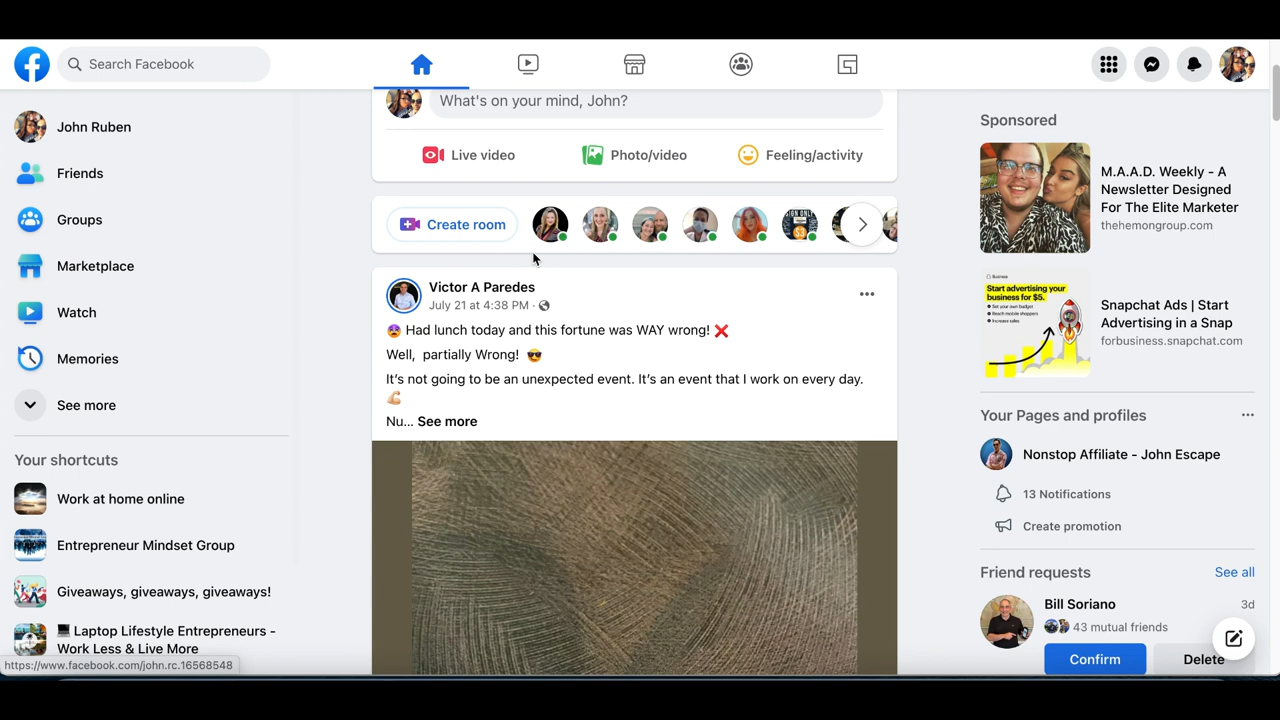 Search Facebook
John Ruben
Friends
Groups
Marketplace
Watch
Memories
See more
Your shortcuts
Work at home online
Entrepreneur Mindset Group
Giveaways, giveaways, giveaways!
💻 Laptop Lifestyle Entrepreneurs -
Work Less & Live More
https://www.facebook.com/john.rc.16568548
What's on your mind, John?
Live video
Photo/video
Feeling/activity
Create room
Victor A Paredes
July 21 at 4:38 PM ·
😨 Had lunch today and this fortune was WAY wrong! ❌
Well, partially Wrong! 😎
It's not going to be an unexpected event. It's an event that I work on every day.
💪🏼
Nu... See more
Sponsored
M.A.A.D. Weekly - A
Newsletter Designed
For The Elite Marketer
thehemongroup.com
Business
Start advertising your
business for $5.
Snapchat Ads | Start
Advertising in a Snap
forbusiness.snapchat.com
Your Pages and profiles
Nonstop Affiliate - John Escape
13 Notifications
Create promotion
Friend requests
See all
Bill Soriano
3d
43 mutual friends
Confirm
Delete